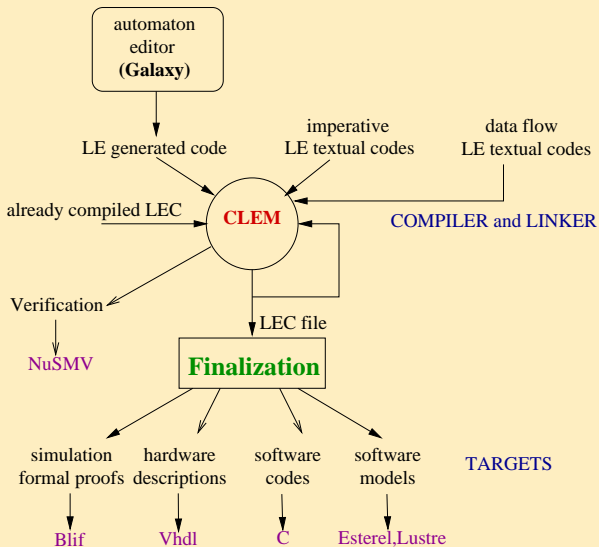 automaton
editor
(Galaxy)
LE generated code
imperative
LE textual codes
data flow
LE textual codes
already compiled LEC
CLEM
COMPILER and LINKER
Verification
NuSMV
LEC file
Finalization
simulation
formal proofs
hardware
descriptions
software
codes
software
models
TARGETS
Blif
Vhdl
C
Esterel,Lustre